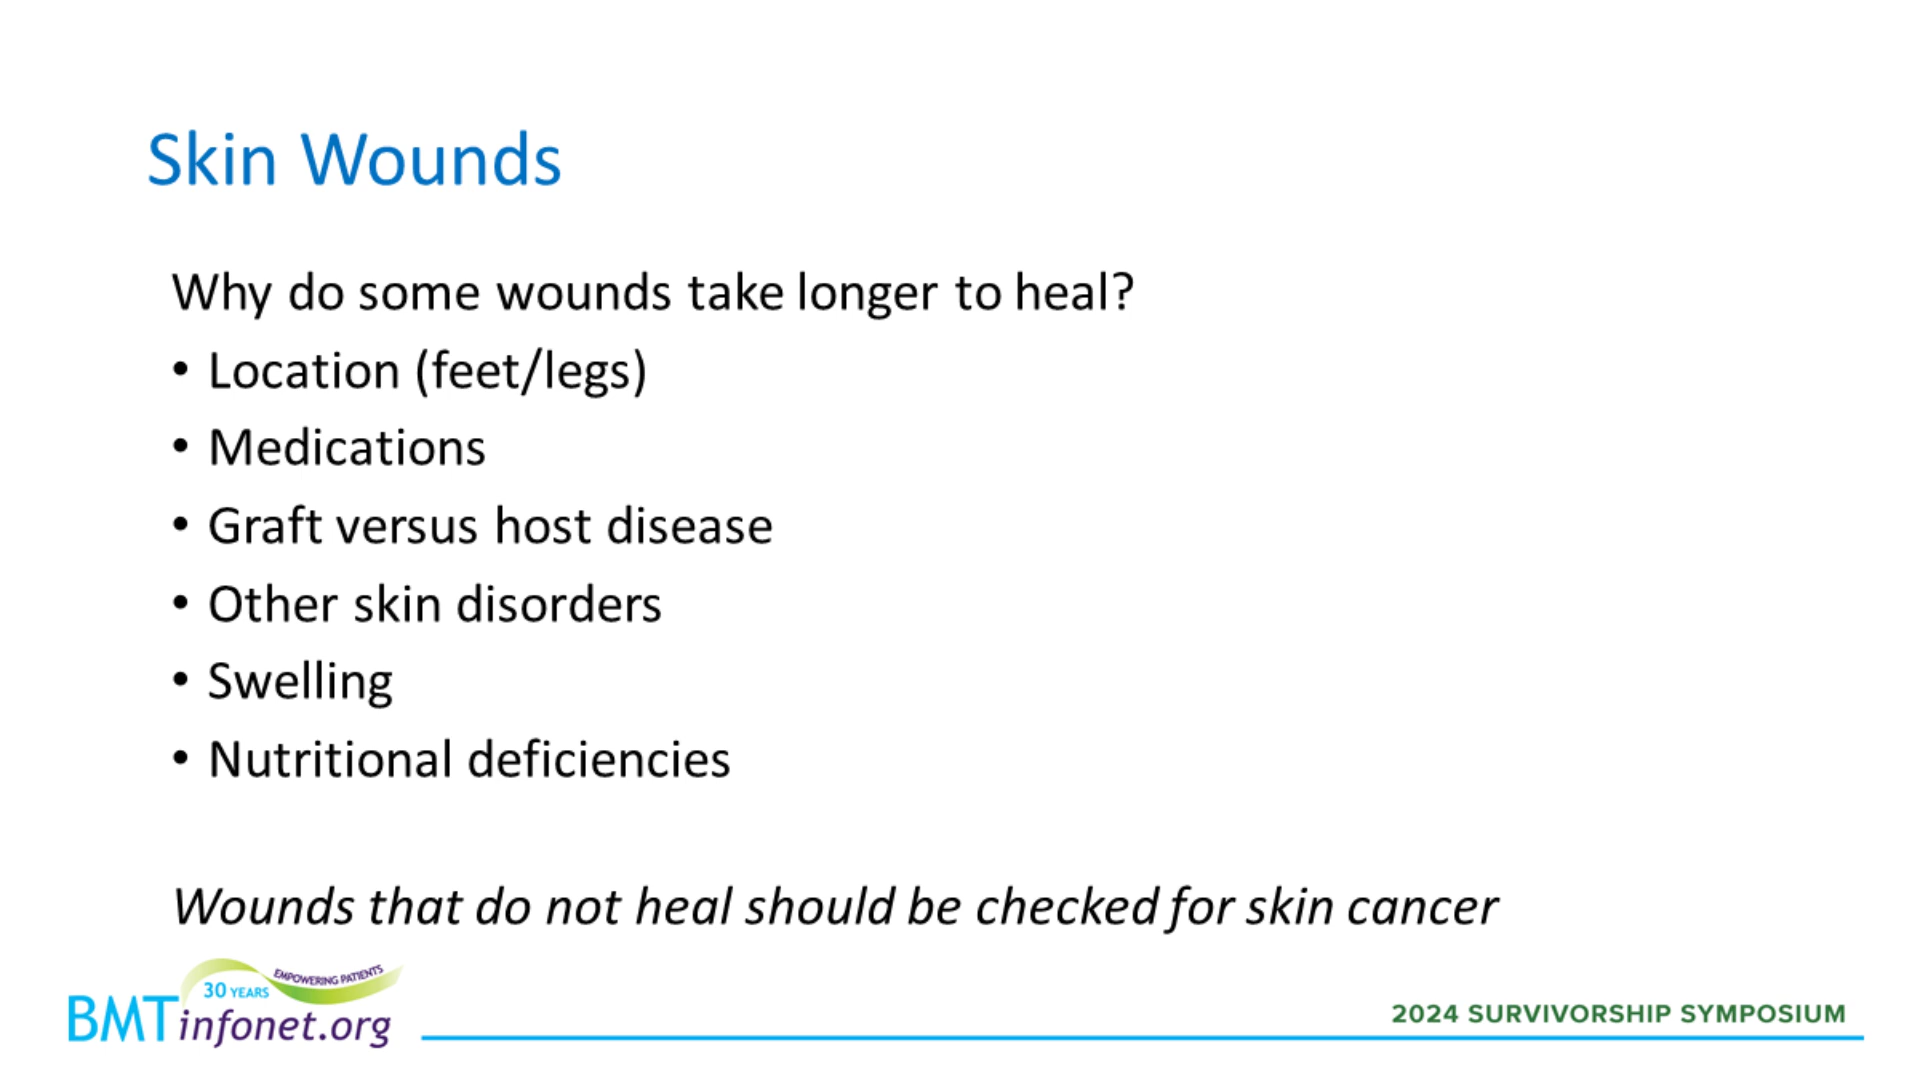 Skin Wounds
Why do some wounds take longer to heal?
• Location (feet/legs)
• Medications
• Graft versus host disease
• Other skin disorders
• Swelling
• Nutritional deficiencies
Wounds that do not heal should be checked for skin cancer
EMPOWERING PATIENTS
30 YEARS
BMTinfonet.org
2024 SURVIVORSHIP SYMPOSIUM